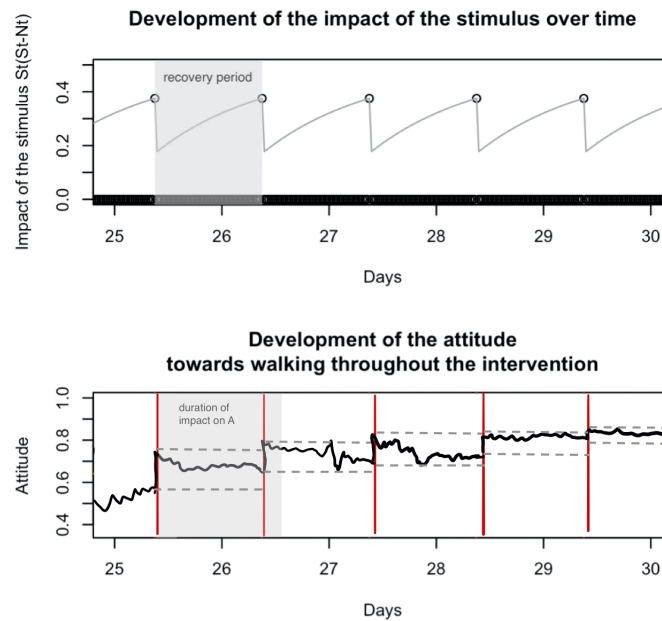 Development of the impact of the stimulus over time
Impact of the stimulus St(St-Nt)
0.4
0.2
0.0
recovery period
25 26 27 28 29 30
Days
Development of the attitude
towards walking throughout the intervention
Attitude
1.0
0.8
0.6
0.4
duration of
impact on A
25 26 27 28 29 30
Days